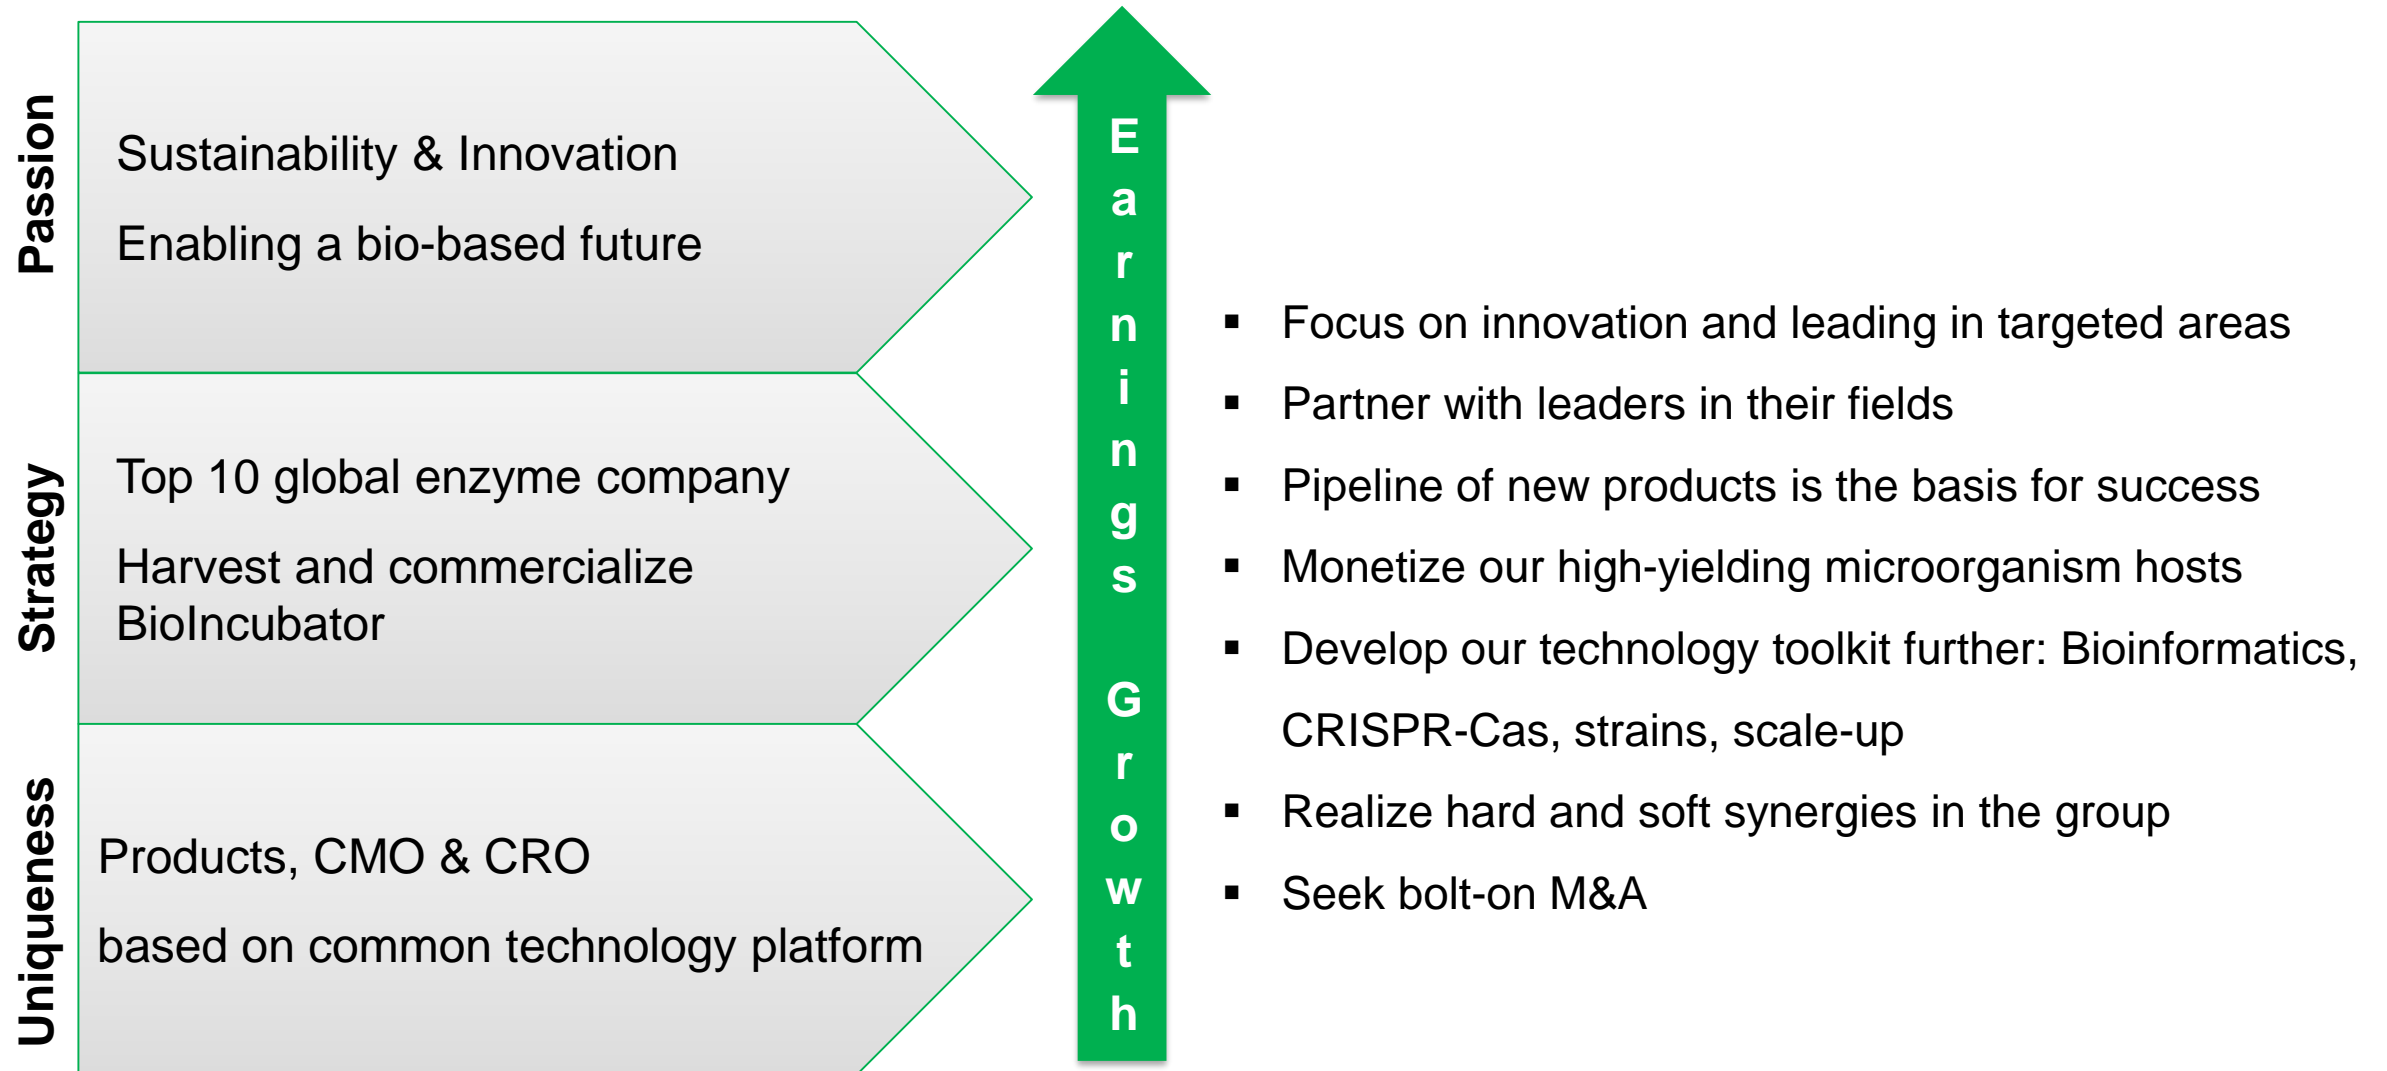 Passion
Sustainability & Innovation
Enabling a bio-based future
Strategy
Top 10 global enzyme company
Harvest and commercialize
BioIncubator
Uniqueness
Products, CMO & CRO
based on common technology platform
Earnings Growth
▪ Focus on innovation and leading in targeted areas
▪ Partner with leaders in their fields
▪ Pipeline of new products is the basis for success
▪ Monetize our high-yielding microorganism hosts
▪ Develop our technology toolkit further: Bioinformatics,
CRISPR-Cas, strains, scale-up
▪ Realize hard and soft synergies in the group
▪ Seek bolt-on M&A